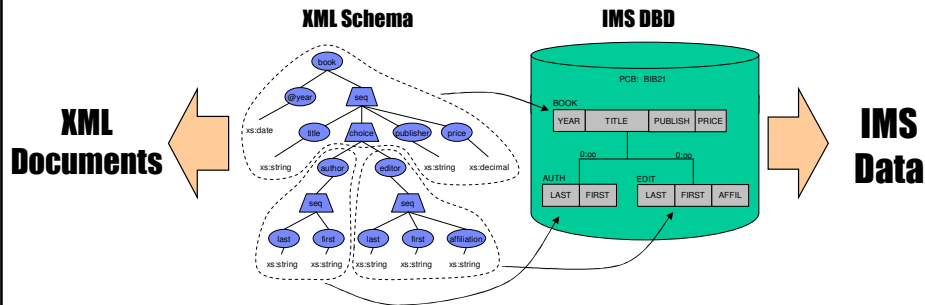 XML Schema
IMS DBD
XML
Documents
book
@year
seq
xs:date
title
choice
publisher
price
xs:string
xs:string
xs:decimal
author
editor
seq
seq
last
first
last
first
affiliation
xs:string
xs:string
xs:string
xs:string
xs:string
PCB: BIB21
BOOK
YEAR
TITLE
PUBLISH
PRICE
0:oo
0:oo
AUTH
EDIT
LAST
FIRST
LAST
FIRST
AFFIL
IMS
Data